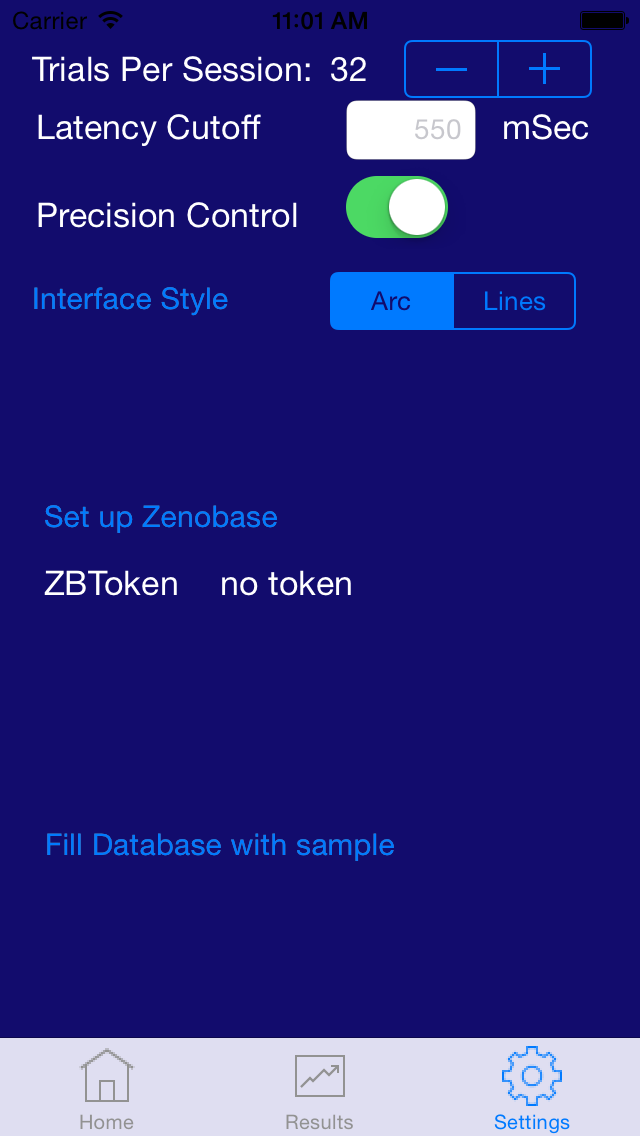 Carrier 11:01 AM
Trials Per Session: 32
Latency Cutoff 550 mSec
Precision Control
Interface Style Arc Lines
Set up Zenobase
ZBToken no token
Fill Database with sample
Home Results Settings